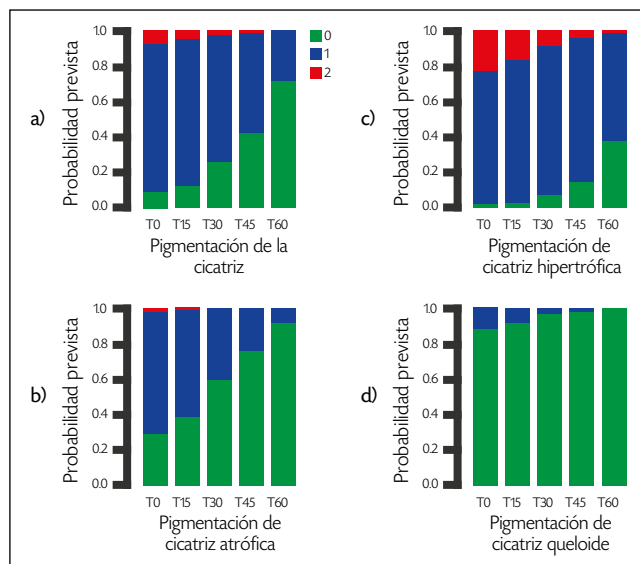 a)
Probabilidad prevista
1.0
0.8
0.6
0.4
0.2
0.0
T0 T15 T30 T45 T60
Pigmentación de la
cicatriz
0
1
2
c)
Probabilidad prevista
1.0
0.8
0.6
0.4
0.2
0.0
T0 T15 T30 T45 T60
Pigmentación de
cicatriz hipertrófica
b)
Probabilidad prevista
1.0
0.8
0.6
0.4
0.2
0.0
T0 T15 T30 T45 T60
Pigmentación de
cicatriz atrófica
d)
Probabilidad prevista
1.0
0.8
0.6
0.4
0.2
0.0
T0 T15 T30 T45 T60
Pigmentación de
cicatriz queloide